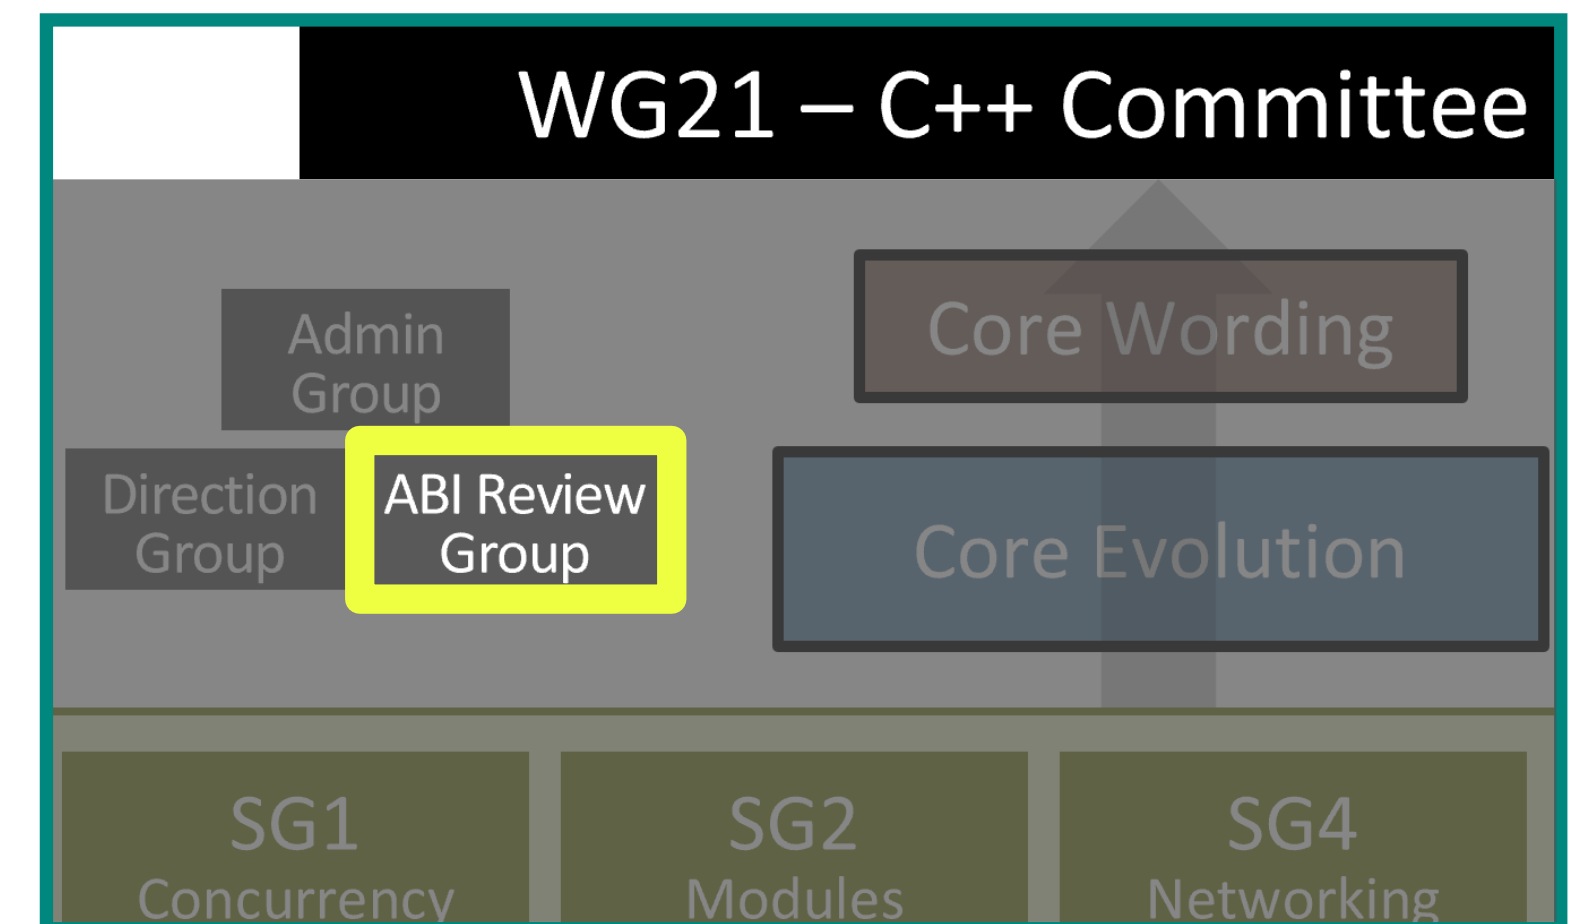 WG21 – C++ Committee
Admin
Group
Core Wording
Direction
Group
ABI Review
Group
Core Evolution
SG1
Concurrency
SG2
Modules
SG4
Networking